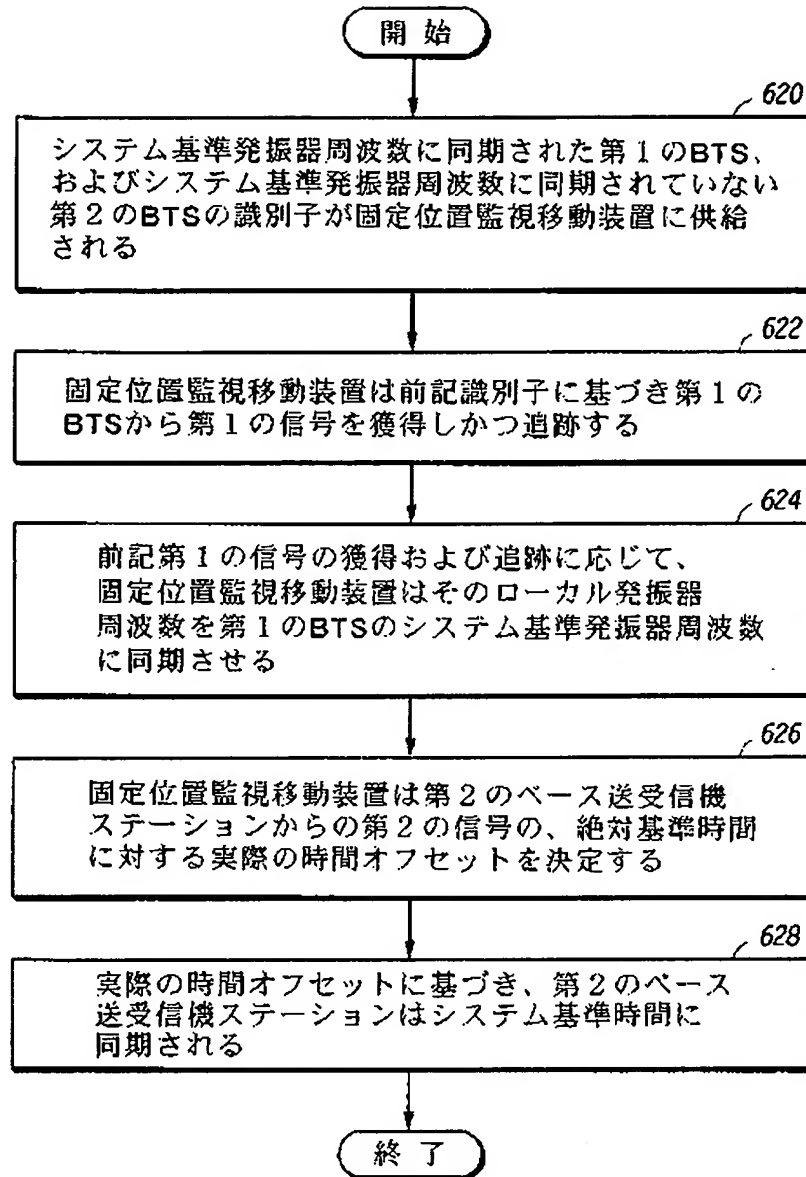 開始
620
システム基準発振器周波数に同期された第1のBTS、
およびシステム基準発振器周波数に同期されていない
第2のBTSの識別子が固定位置監視移動装置に供給
される
622
固定位置監視移動装置は前記識別子に基づき第1の
BTSから第1の信号を獲得しかつ追跡する
624
前記第1の信号の獲得および追跡に応じて、
固定位置監視移動装置はそのローカル発振器
周波数を第1のBTSのシステム基準発振器周波数
に同期させる
626
固定位置監視移動装置は第2のベース送受信機
ステーションからの第2の信号の、絶対基準時間
に対する実際の時間オフセットを決定する
628
実際の時間オフセットに基づき、第2のベース
送受信機ステーションはシステム基準時間に
同期される
終了